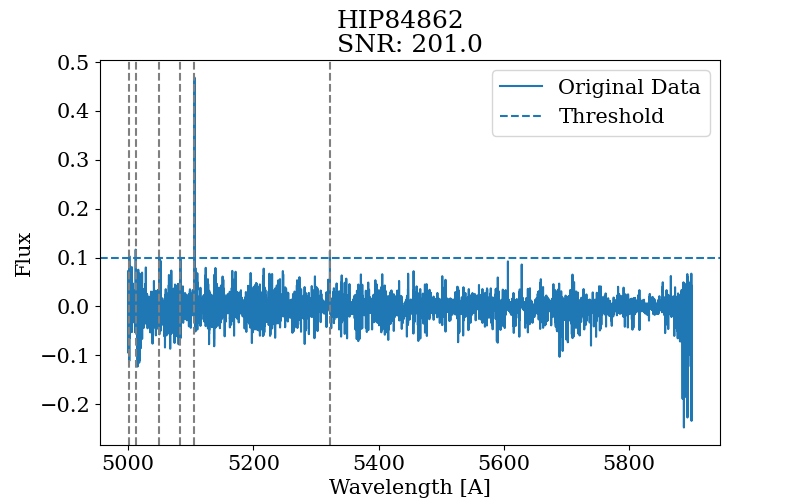 HIP84862
SNR: 201.0
Original Data
Threshold
Flux
0.5
0.4
0.3
0.2
0.1
0.0
−0.1
−0.2
5000 5200 5400 5600 5800
Wavelength [A]